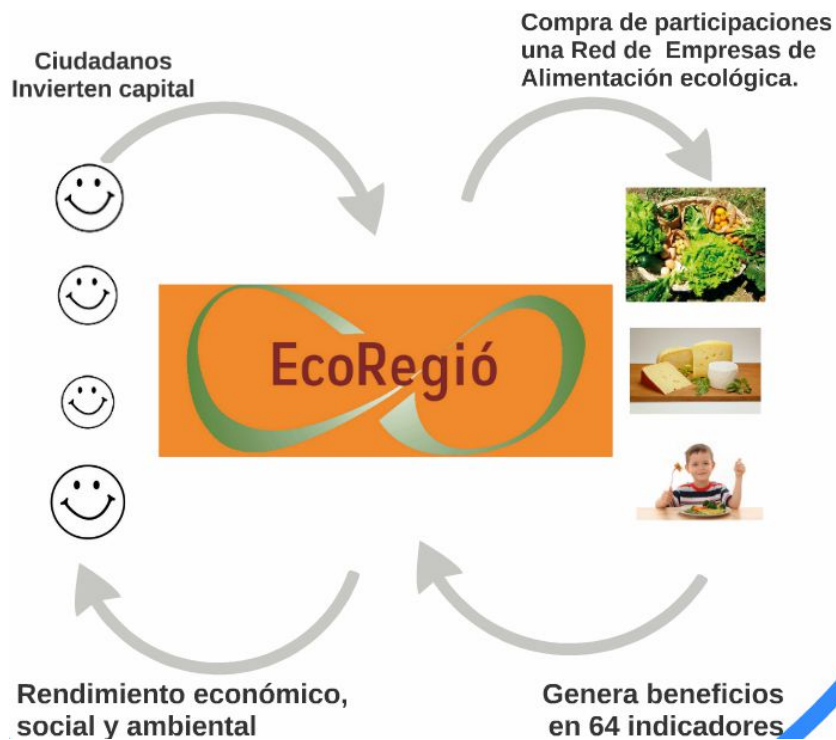 Ciudadanos
Invierten capital
Compra de participaciones
una Red de Empresas de
Alimentación ecológica.
EcoRegió
Rendimiento económico,
social y ambiental
Genera beneficios
en 64 indicadores